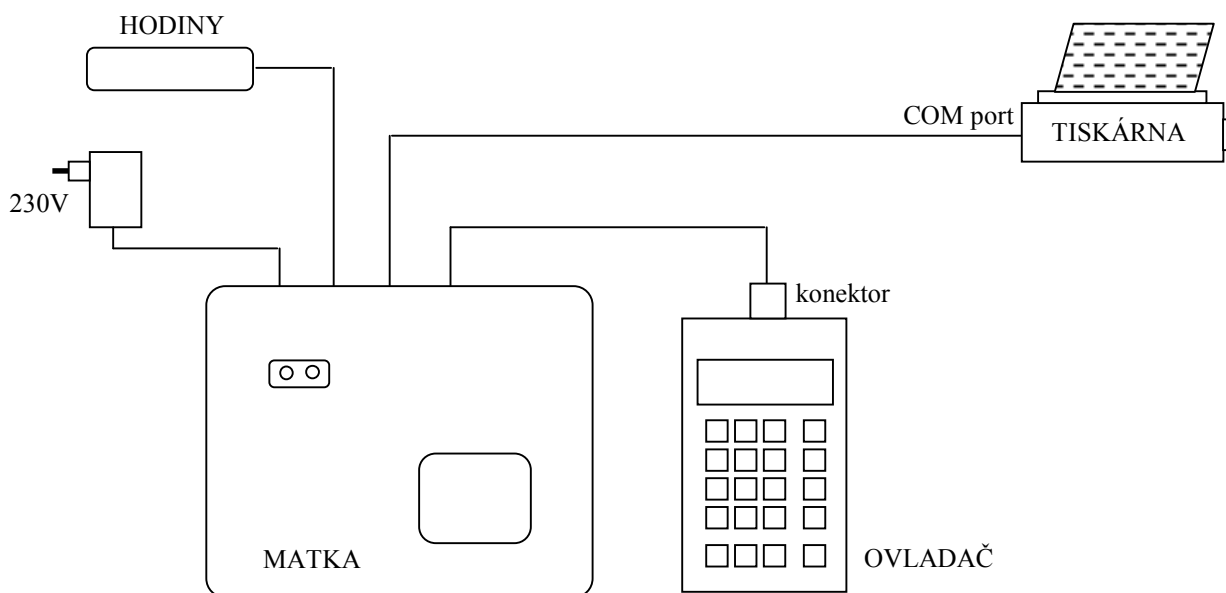 HODINY
COM port
TISKÁRNA
230V
konektor
MATKA
OVLADAČ